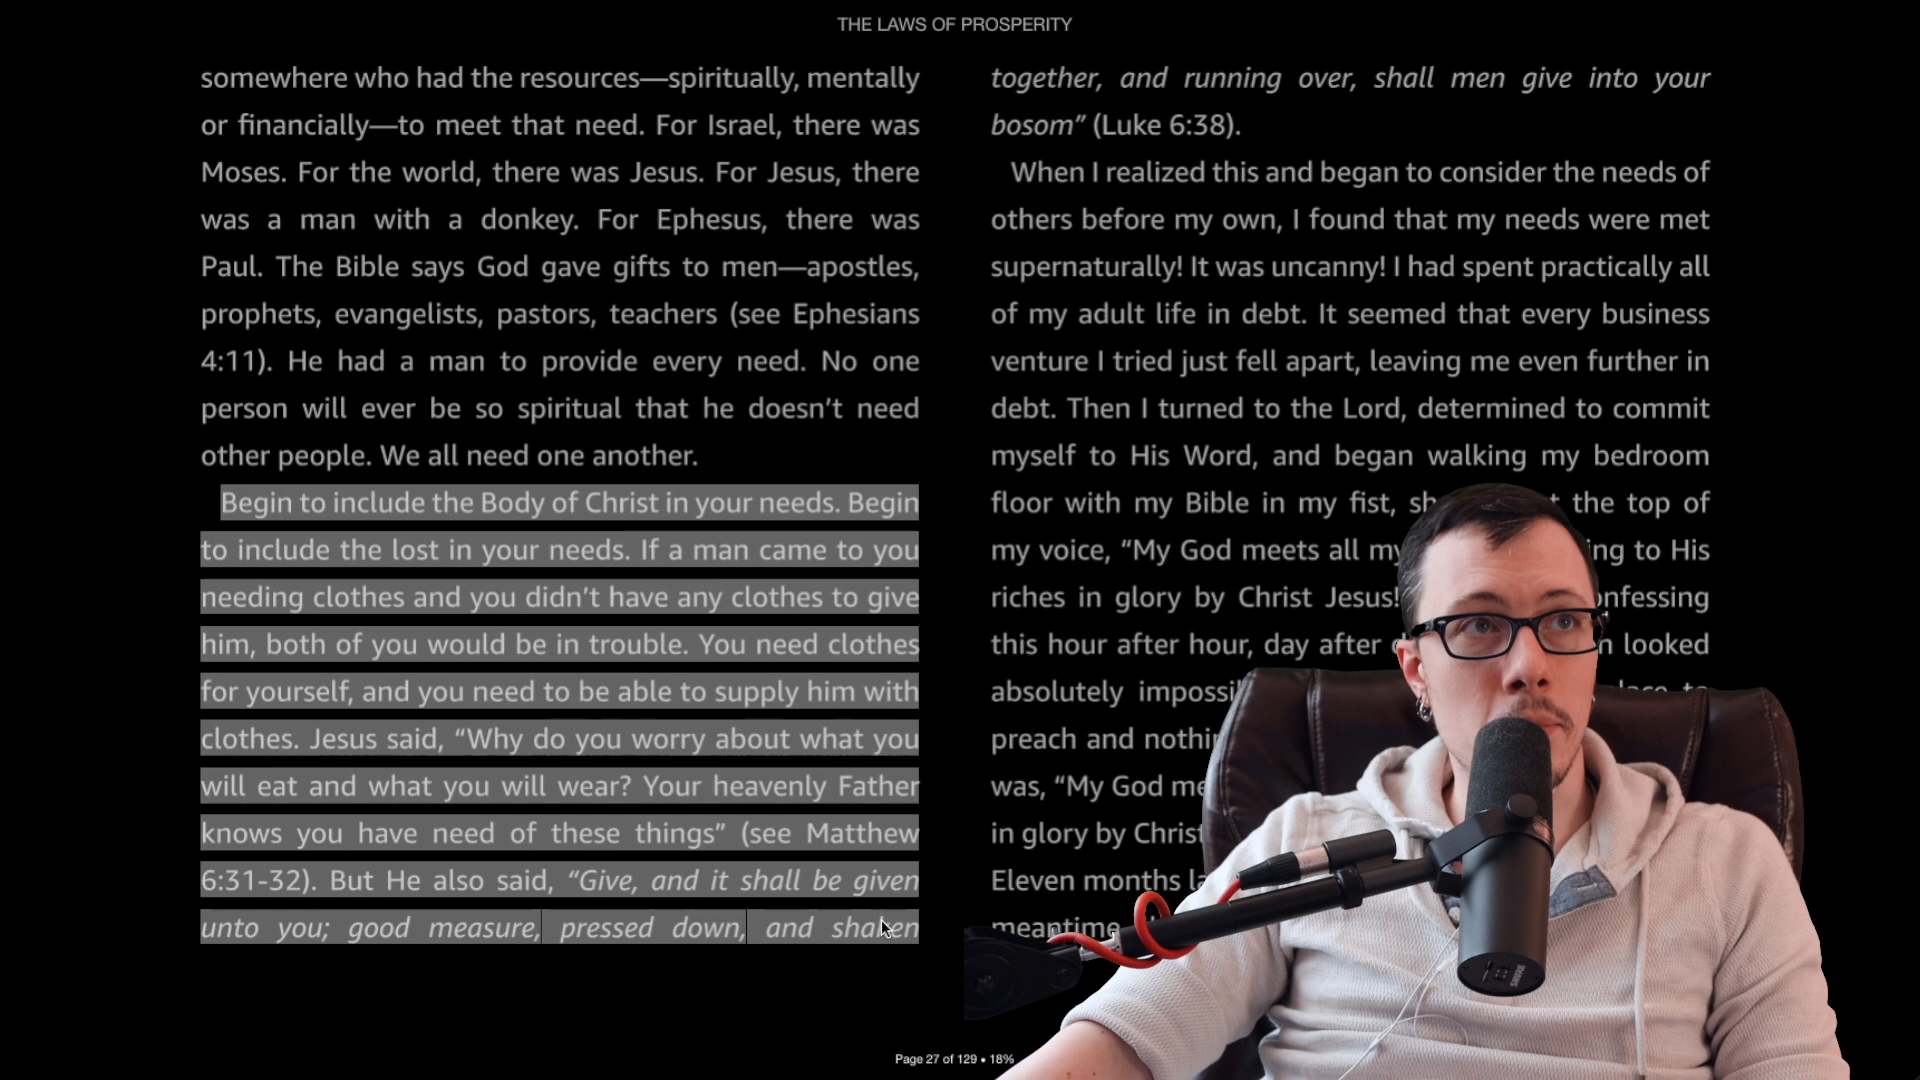 THE LAWS OF PROSPERITY
somewhere who had the resources—spiritually, mentally
or financially—to meet that need. For Israel, there was
Moses. For the world, there was Jesus. For Jesus, there
was a man with a donkey. For Ephesus, there was
Paul. The Bible says God gave gifts to men—apostles,
prophets, evangelists, pastors, teachers (see Ephesians
4:11). He had a man to provide every need. No one
person will ever be so spiritual that he doesn’t need
other people. We all need one another.
Begin to include the Body of Christ in your needs. Begin
to include the lost in your needs. If a man came to you
needing clothes and you didn’t have any clothes to give
him, both of you would be in trouble. You need clothes
for yourself, and you need to be able to supply him with
clothes. Jesus said, “Why do you worry about what you
will eat and what you will wear? Your heavenly Father
knows you have need of these things” (see Matthew
6:31-32). But He also said, “Give, and it shall be given
unto you; good measure, pressed down, and shaken
together, and running over, shall men give into your
bosom” (Luke 6:38).
When I realized this and began to consider the needs of
others before my own, I found that my needs were met
supernaturally! It was uncanny! I had spent practically all
of my adult life in debt. It seemed that every business
venture I tried just fell apart, leaving me even further in
debt. Then I turned to the Lord, determined to commit
myself to His Word, and began walking my bedroom
floor with my Bible in my fist, the top of
my voice, “My God meets all my to His
riches in glory by Christ Jesus!
this hour after hour, day after looked
absolutely
preach and
was, “My God
in glory by Christ
Eleven months
meantime
Page 27 of 129 • 18%
SHURE